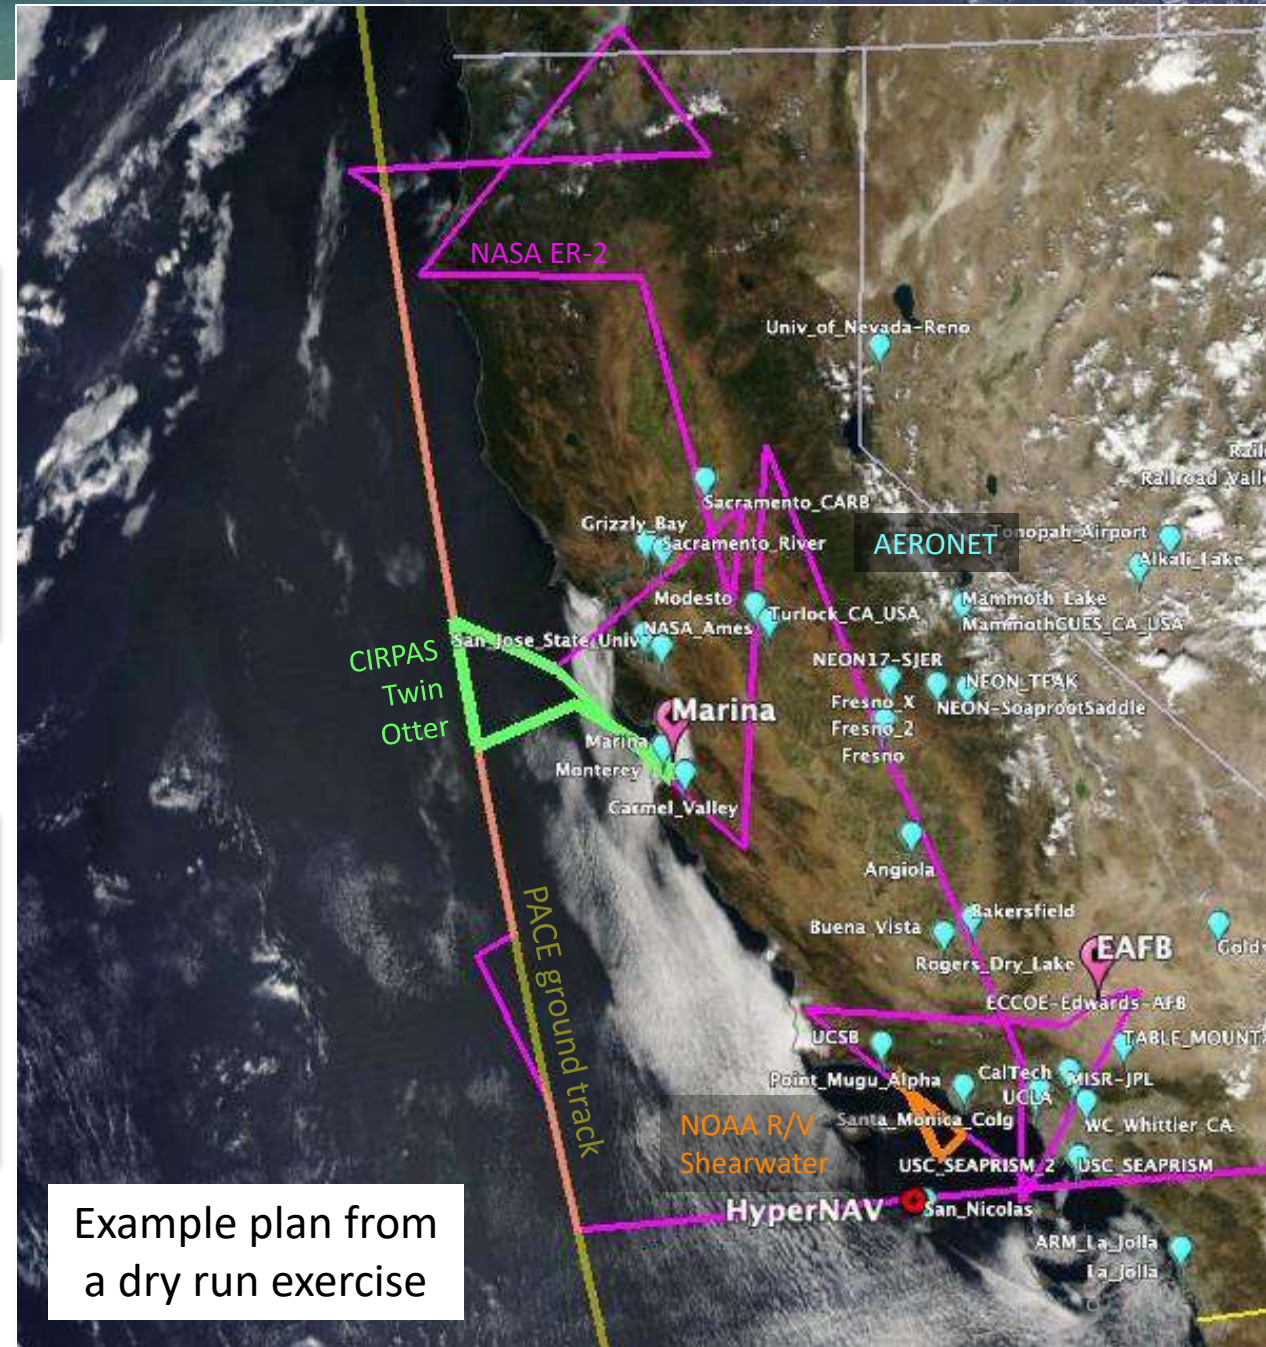 NASA ER-2
Univ_of_Nevada-Reno
Sacramento_CARB
Grizzly_Bay
Sacramento_River
AERONET
Tonopah_Airport
Alkali_Lake
Modesto
Turlock_CA_USA
Mammoth_Lake
MammothCUES_CA_USA
San_Jose_State_Univ
NASA_Ames
CIRPAS
Twin
Otter
NEON17-SJER
NEON_TEAK
NEON-SoaprootSaddle
Fresno_X
Fresno_2
Fresno
Marina
Marina
Monterey
Carmel_Valley
Angiola
PACE ground track
Buena_Vista
Bakersfield
Rogers_Dry_Lake
EAFB
ECCOE-Edwards-AFB
UCSB
Point_Mugu_Alpha
CalTech
MISR-JPL
UCLA
NOAA R/V
Shearwater
Santa_Monica_Colg
WC_Whittier_CA
USC_SEAPRISM_2
USC_SEAPRISM
HyperNAV
San_Nicolas
ARM_La_Jolla
La_Jolla
Example plan from
a dry run exercise